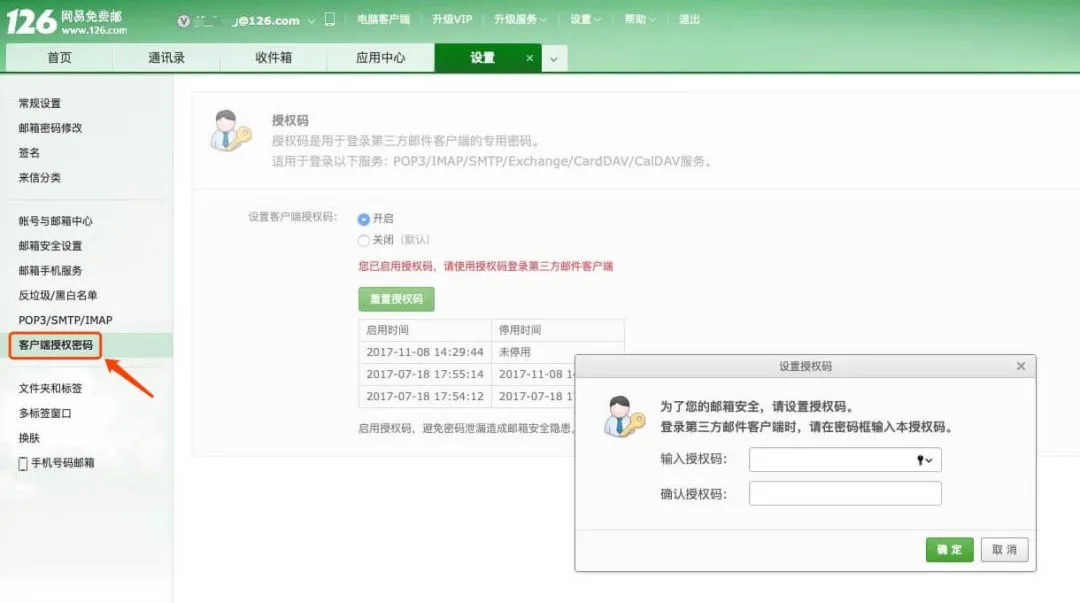 126 网易免费邮
www.126.com
j@126.com 电脑客户端 升级VIP 升级服务 设置 帮助 退出
首页 通讯录 收件箱 应用中心 设置
常规设置
邮箱密码修改
签名
来信分类
帐号与邮箱中心
邮箱安全设置
邮箱手机服务
反垃圾/黑白名单
POP3/SMTP/IMAP
客户端授权密码
文件夹和标签
多标签窗口
换肤
手机号码邮箱
授权码
授权码是用于登录第三方邮件客户端的专用密码。
适用于登录以下服务: POP3/IMAP/SMTP/Exchange/CardDAV/CalDAV服务。
设置客户端授权码: 开启
关闭 (默认)
您已启用授权码，请使用授权码登录第三方邮件客户端
重置授权码
启用时间 停用时间
2017-11-08 14:29:44 未停用
2017-07-18 17:55:14 2017-11-08 14
2017-07-18 17:54:12 2017-07-18 1
启用授权码，避免密码泄漏造成邮箱安全隐患，
设置授权码
为了您的邮箱安全，请设置授权码。
登录第三方邮件客户端时，请在密码框输入本授权码。
输入授权码:
确认授权码:
确 定 取 消